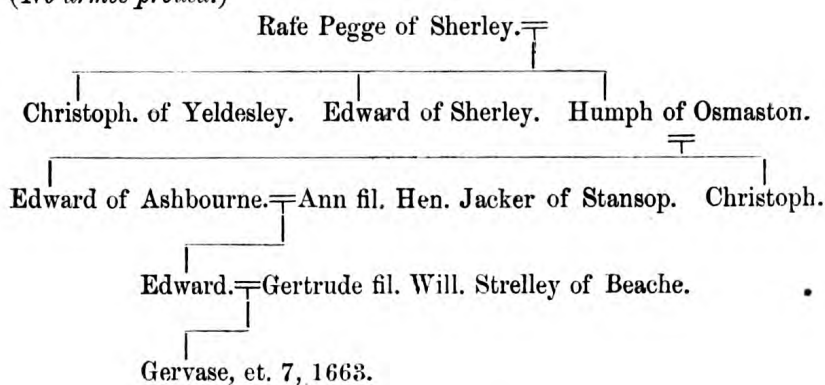 Rafe Pegge of Sherley.
Christoph. of Yeldesley. Edward of Sherley. Humph of Osmaston.
Edward of Ashbourne. Ann fil. Hen. Jacker of Stansop. Christoph.
Edward. Gertrude fil. Will. Strelley of Beache.
Gervase, et. 7, 1663.